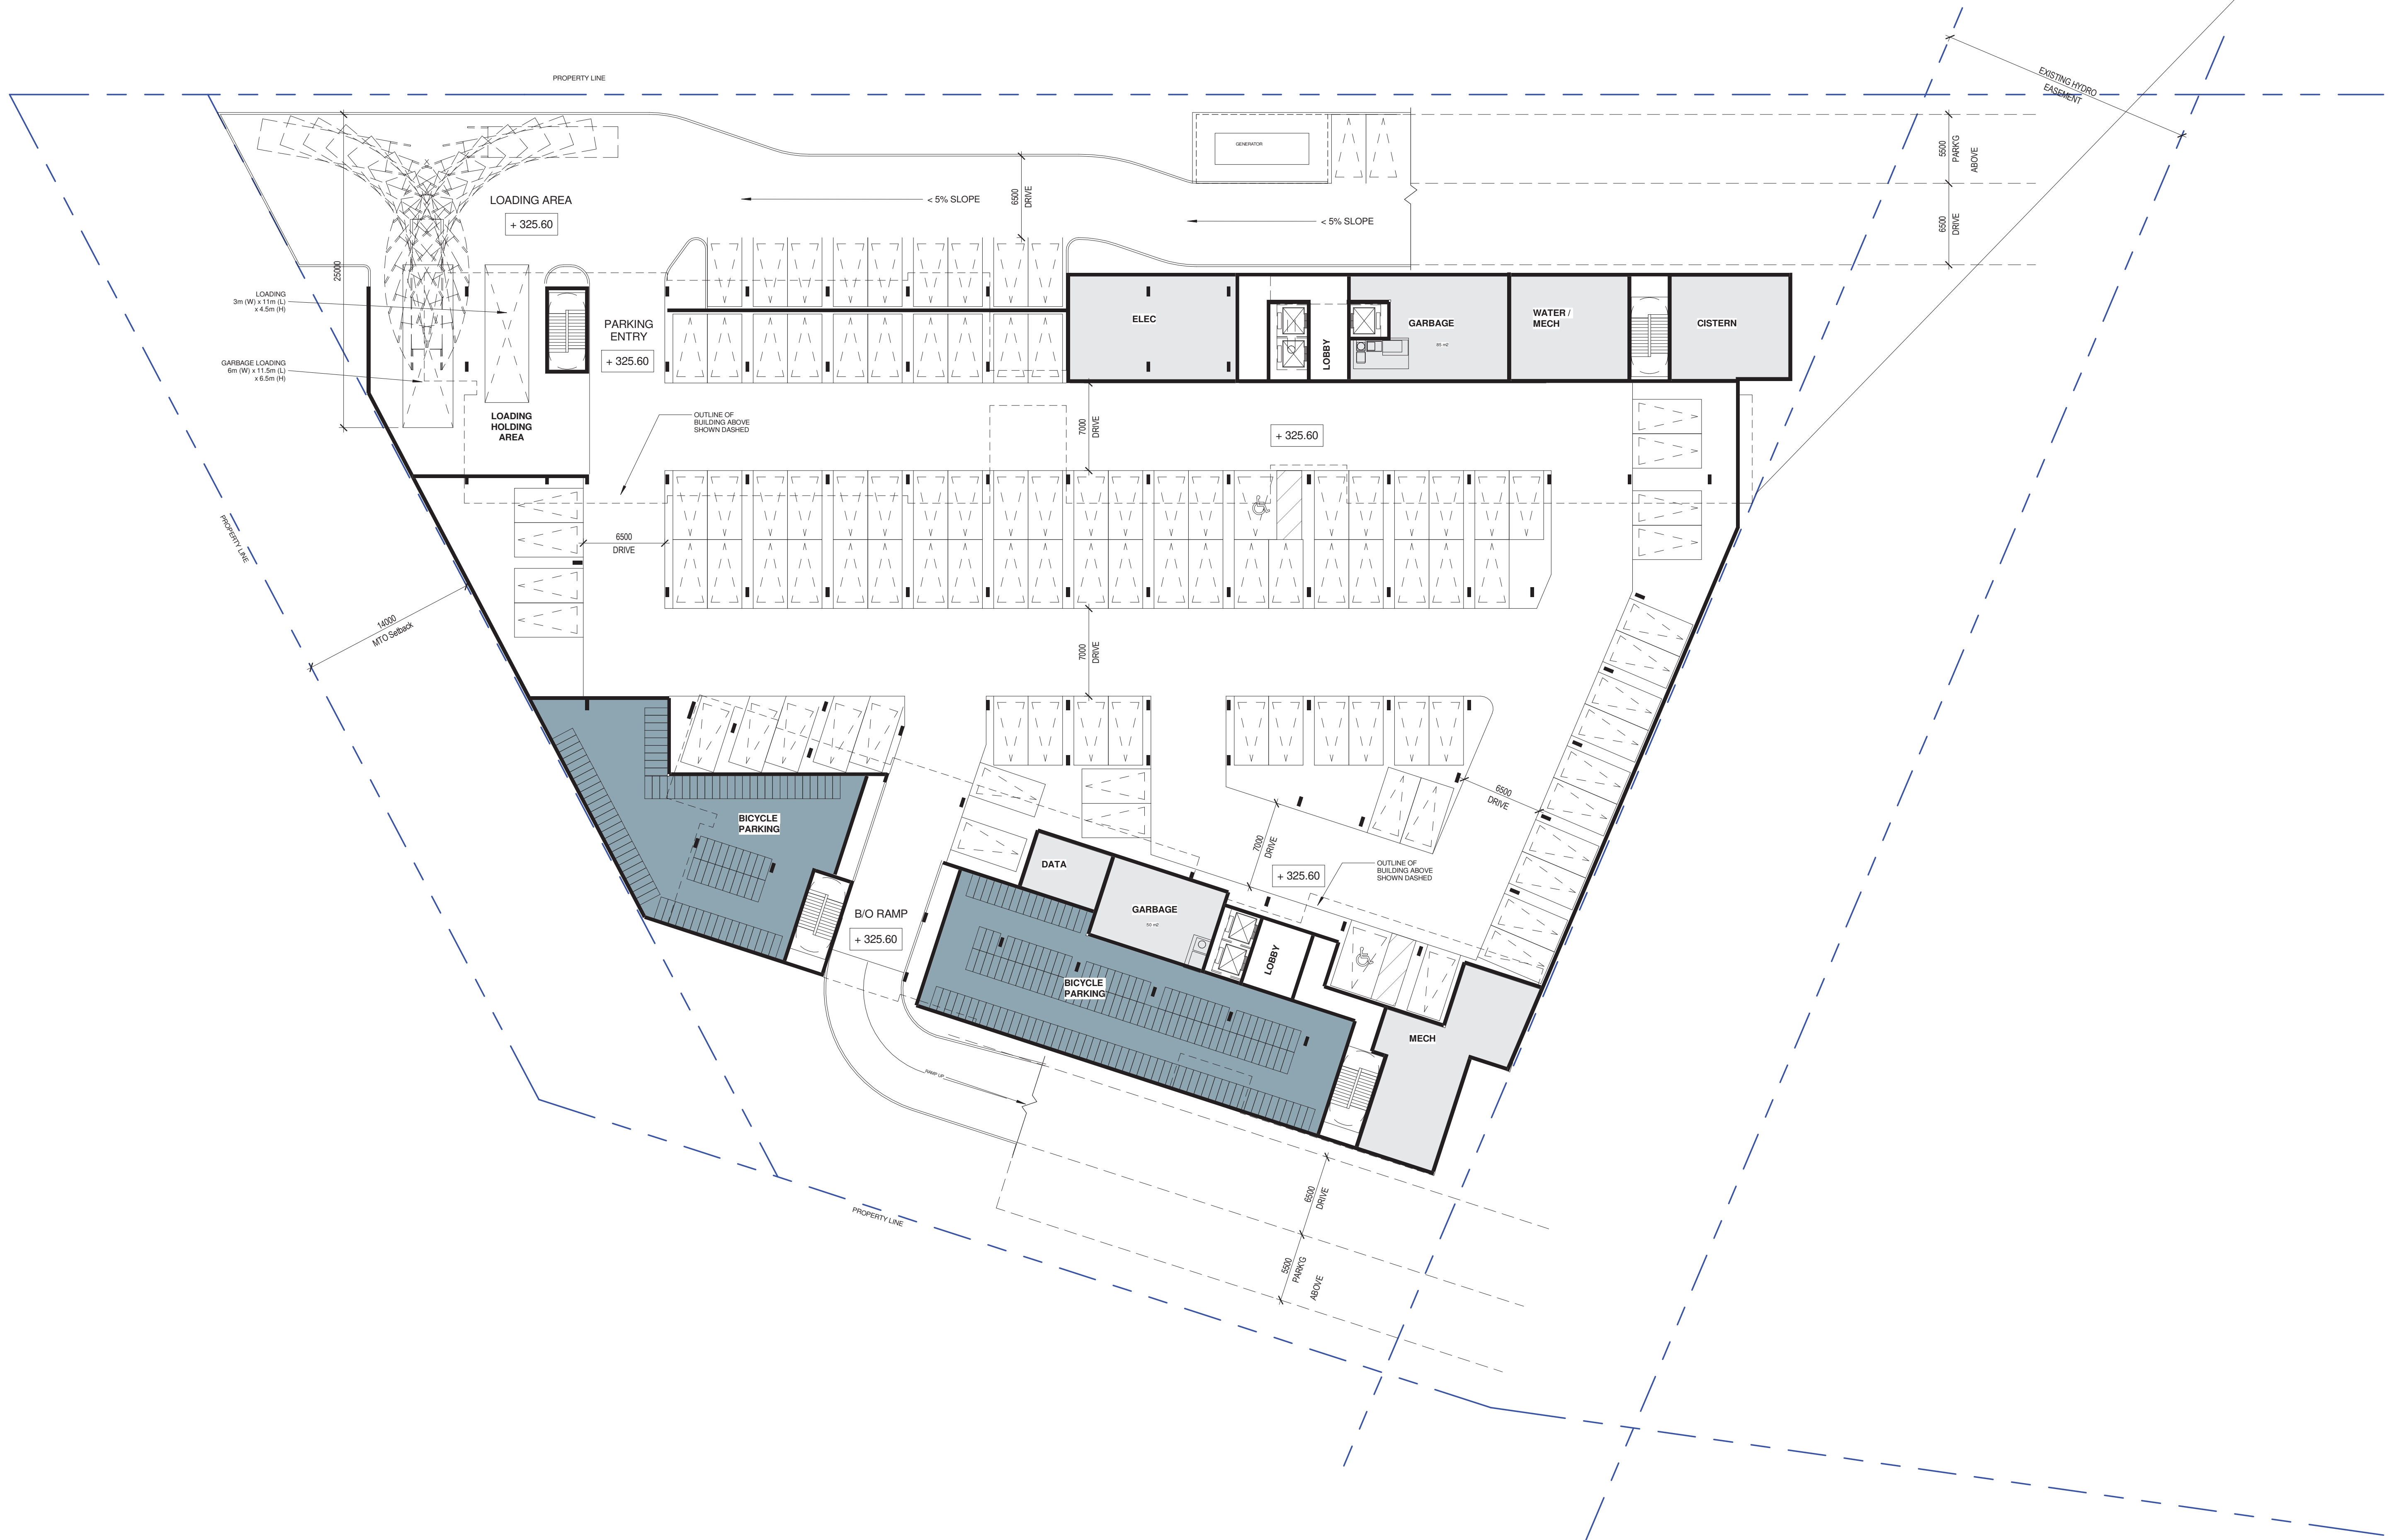 PROPERTY LINE
EXISTING HYDRO
EASEMENT
GENERATOR
5500
PARK'G
ABOVE
LOADING AREA
+ 325.60
6500
DRIVE
< 5% SLOPE
< 5% SLOPE
6500
DRIVE
25000
LOADING
3m (W) x 11m (L)
x 4.5m (H)
PARKING
ENTRY
+ 325.60
ELEC
LOBBY
GARBAGE
95 m2
WATER /
MECH
CISTERN
GARBAGE LOADING
6m (W) x 11.5m (L)
x 6.5m (H)
LOADING
HOLDING
AREA
OUTLINE OF
BUILDING ABOVE
SHOWN DASHED
7000
DRIVE
+ 325.60
PROPERTY LINE
6500
DRIVE
14000
MTO Setback
7000
DRIVE
BICYCLE
PARKING
6500
DRIVE
7000
DRIVE
DATA
+ 325.60
OUTLINE OF
BUILDING ABOVE
SHOWN DASHED
B/O RAMP
+ 325.60
GARBAGE
50 m2
LOBBY
BICYCLE
PARKING
MECH
RAMP UP
PROPERTY LINE
6500
DRIVE
5500
PARK'G
ABOVE